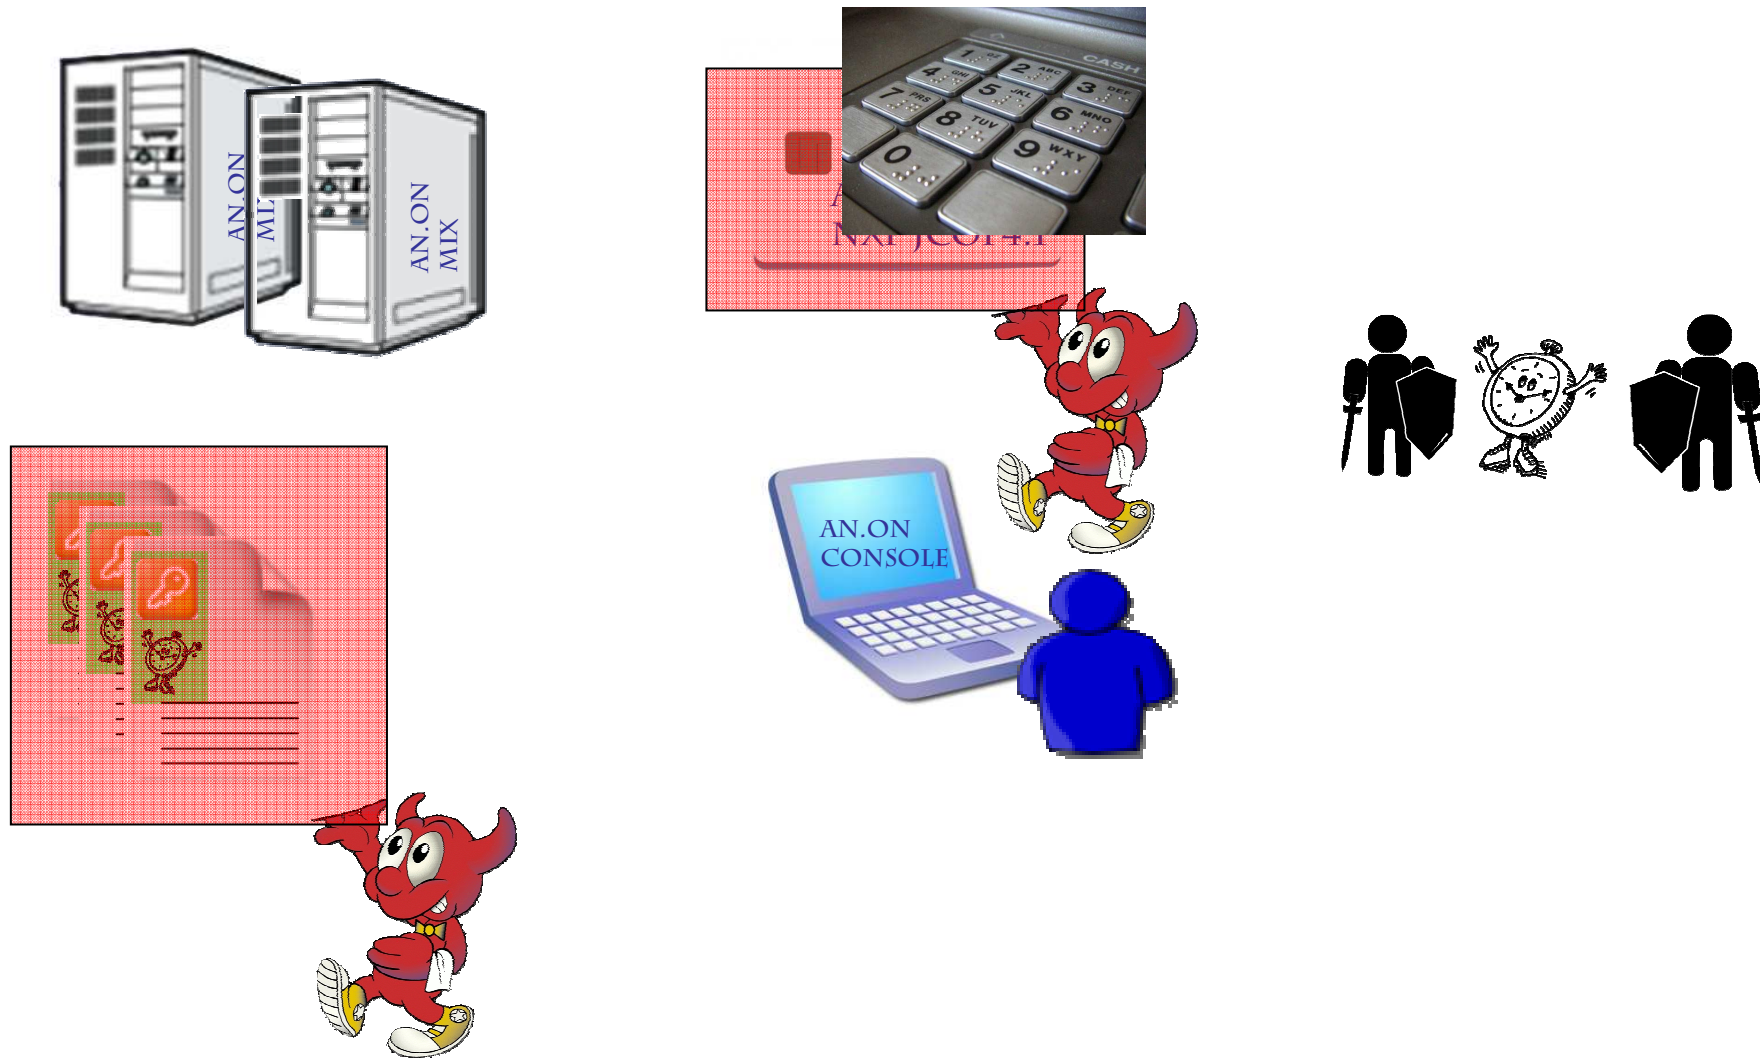 AN.ON
AN.ON
MIX
1
2 ABC
3 DEF
4 GHI
5 JKL
6 MNO
7 PRS
8 TUV
9 WXY
0
CASH
AN.ON
CONSOLE